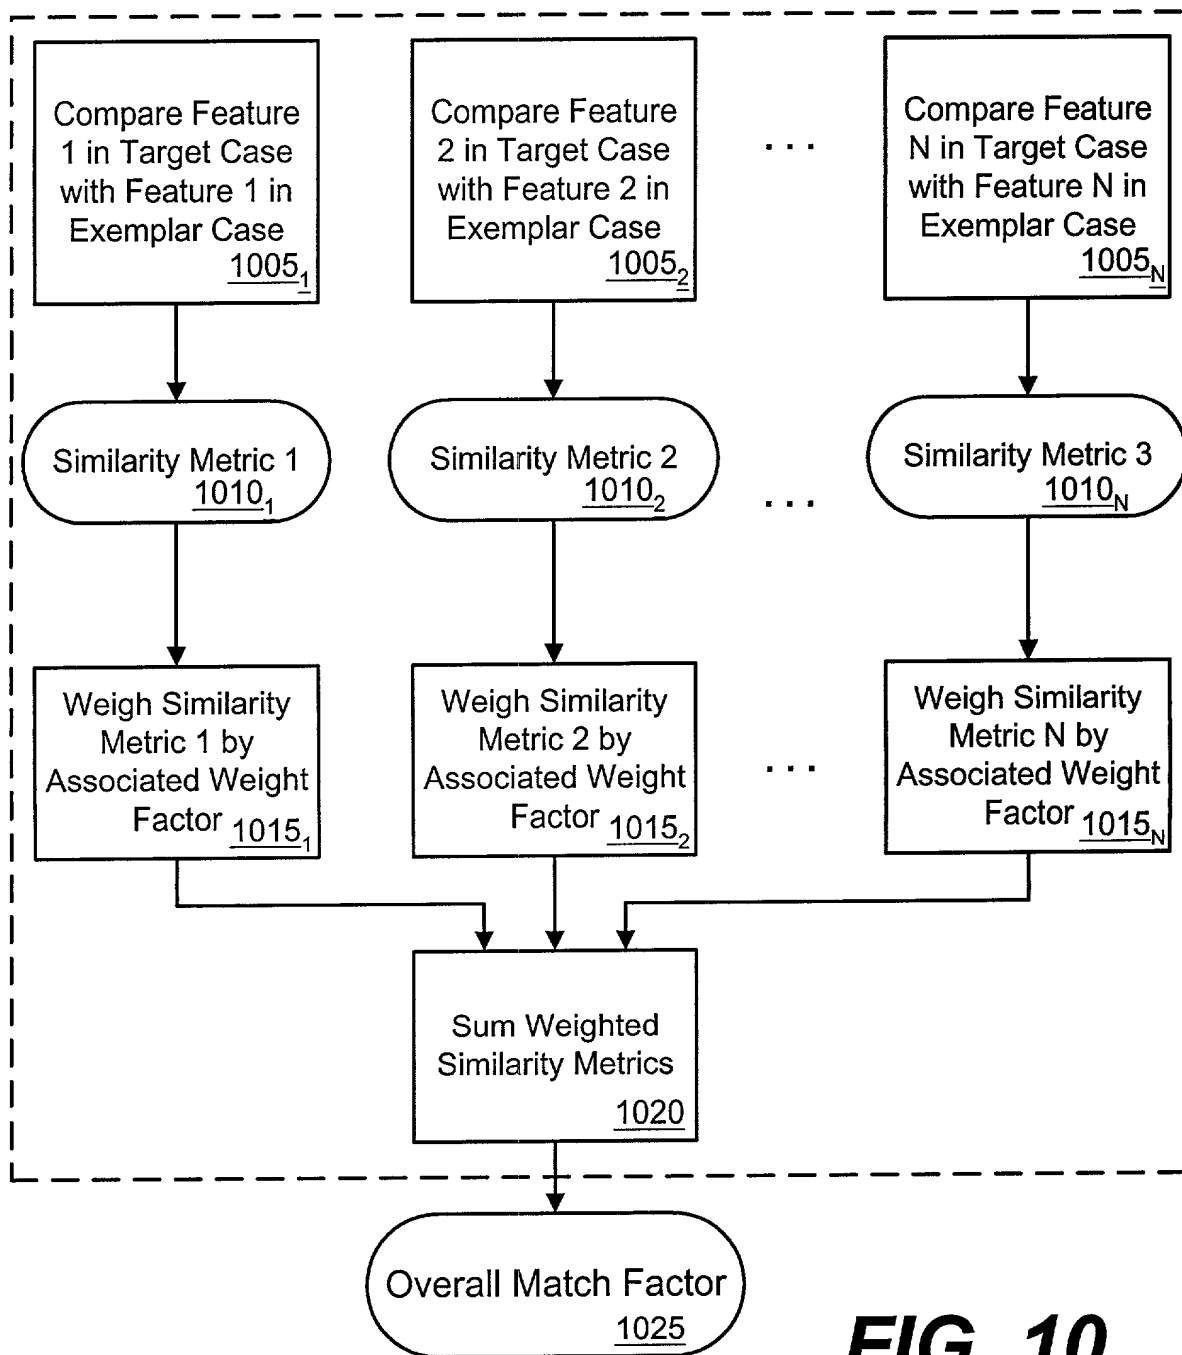 Compare Feature
1 in Target Case
with Feature 1 in
Exemplar Case
1005₁
Compare Feature
2 in Target Case
with Feature 2 in
Exemplar Case
1005₂
. . .
Compare Feature
N in Target Case
with Feature N in
Exemplar Case
1005N
Similarity Metric 1
1010₁
Similarity Metric 2
1010₂
. . .
Similarity Metric 3
1010N
Weigh Similarity
Metric 1 by
Associated Weight
Factor 1015₁
Weigh Similarity
Metric 2 by
Associated Weight
Factor 1015₂
. . .
Weigh Similarity
Metric N by
Associated Weight
Factor 1015N
Sum Weighted
Similarity Metrics
1020
Overall Match Factor
1025
FIG. 10